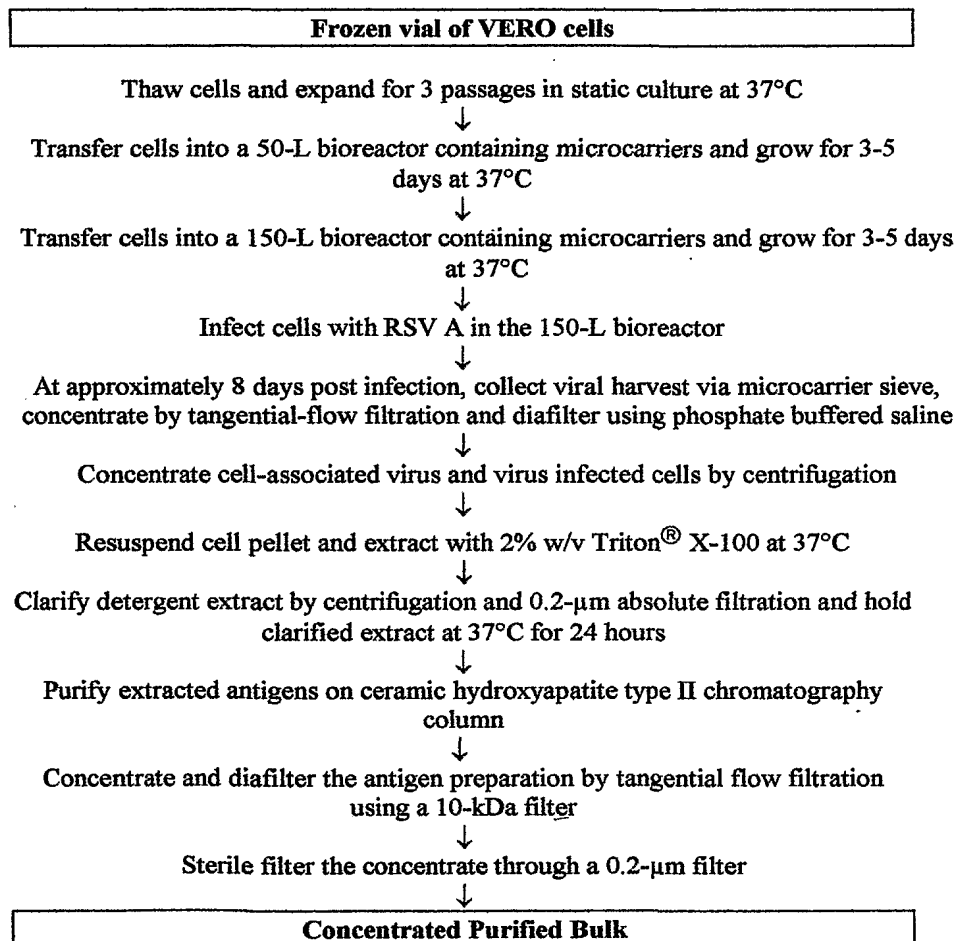 Frozen vial of VERO cells
Thaw cells and expand for 3 passages in static culture at 37°C
↓
Transfer cells into a 50-L bioreactor containing microcarriers and grow for 3-5
days at 37°C
↓
Transfer cells into a 150-L bioreactor containing microcarriers and grow for 3-5 days
at 37°C
↓
Infect cells with RSV A in the 150-L bioreactor
↓
At approximately 8 days post infection, collect viral harvest via microcarrier sieve,
concentrate by tangential-flow filtration and diafilter using phosphate buffered saline
↓
Concentrate cell-associated virus and virus infected cells by centrifugation
↓
Resuspend cell pellet and extract with 2% w/v Triton® X-100 at 37°C
↓
Clarify detergent extract by centrifugation and 0.2-µm absolute filtration and hold
clarified extract at 37°C for 24 hours
↓
Purify extracted antigens on ceramic hydroxyapatite type II chromatography
column
↓
Concentrate and diafilter the antigen preparation by tangential flow filtration
using a 10-kDa filter
↓
Sterile filter the concentrate through a 0.2-µm filter
↓
Concentrated Purified Bulk